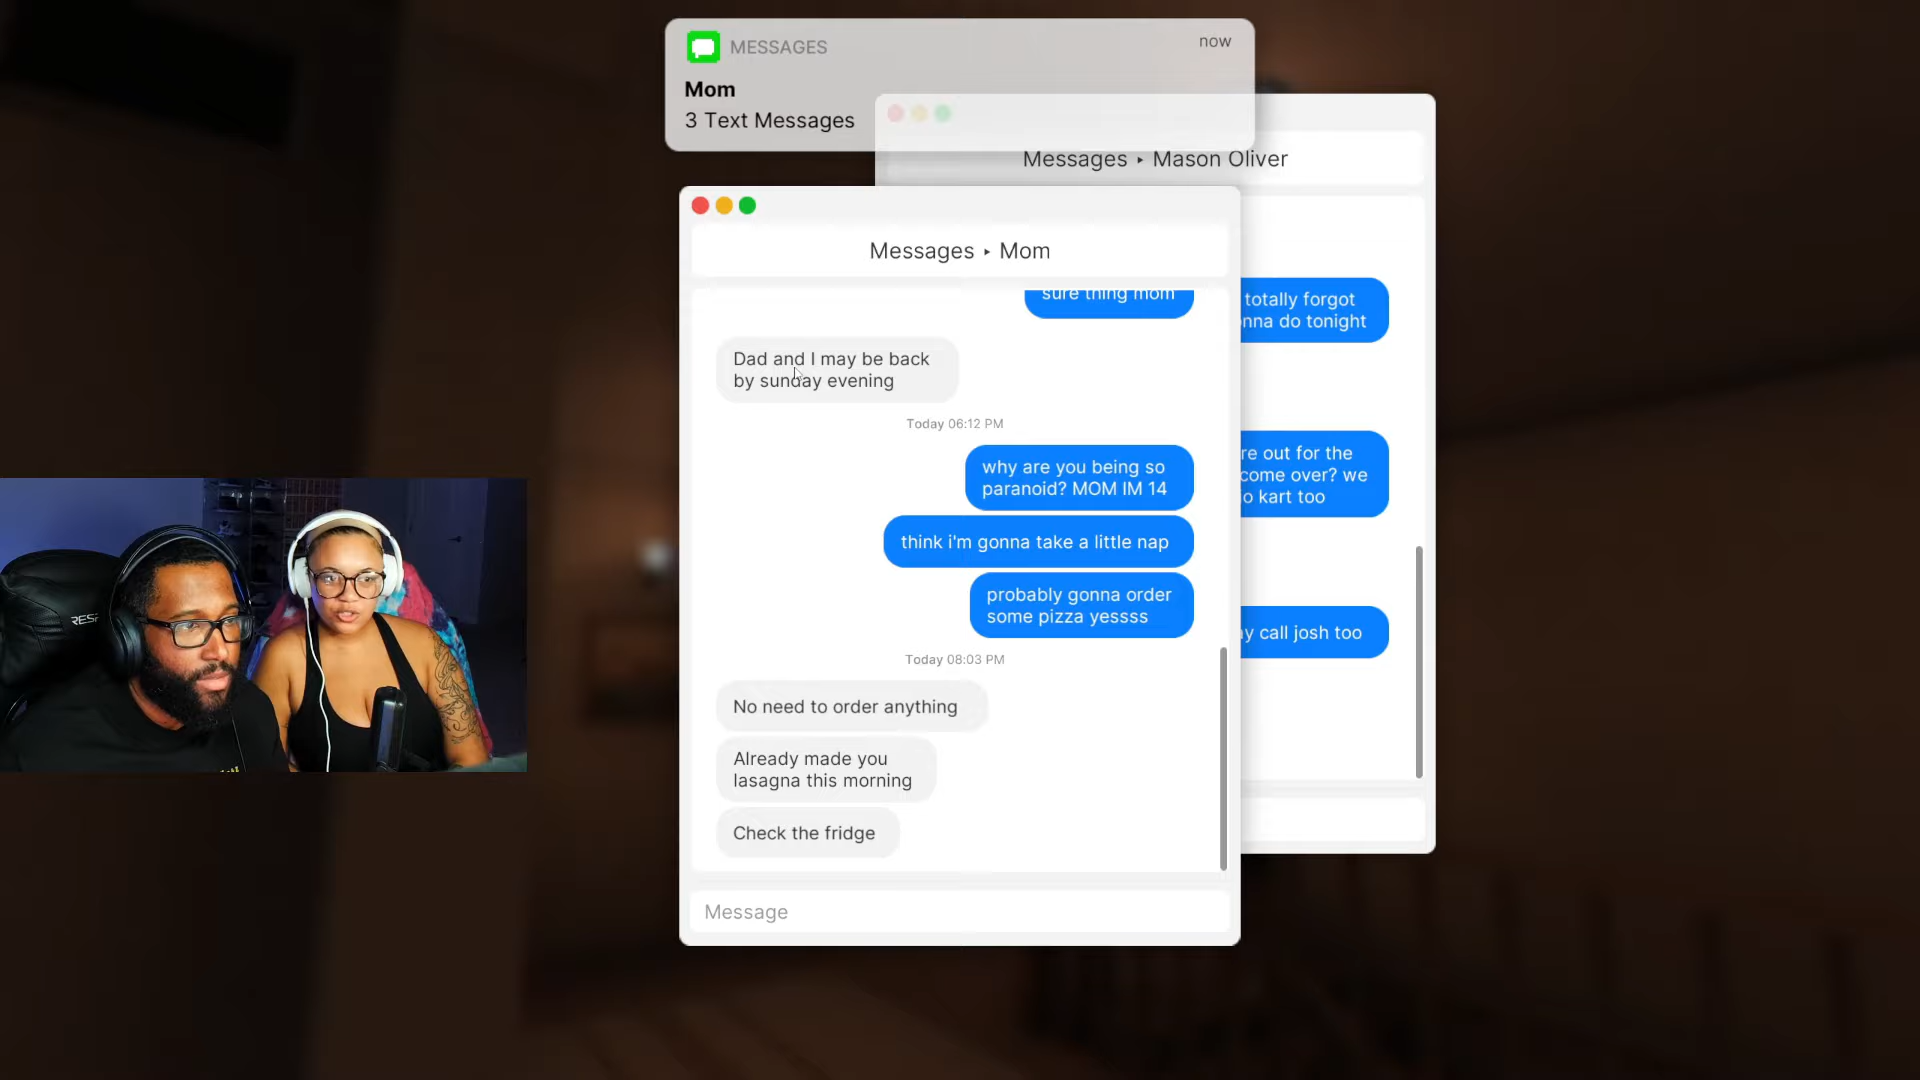 MESSAGES
now
Mom
3 Text Messages
Messages ‣ Mason Oliver
Messages ‣ Mom
sure thing mom
Dad and I may be back
by sunday evening
Today 06:12 PM
why are you being so
paranoid? MOM IM 14
think i'm gonna take a little nap
probably gonna order
some pizza yessss
Today 08:03 PM
No need to order anything
Already made you
lasagna this morning
Check the fridge
Message
totally forgot
do tonight
out for the
come over? we
kart too
call josh too